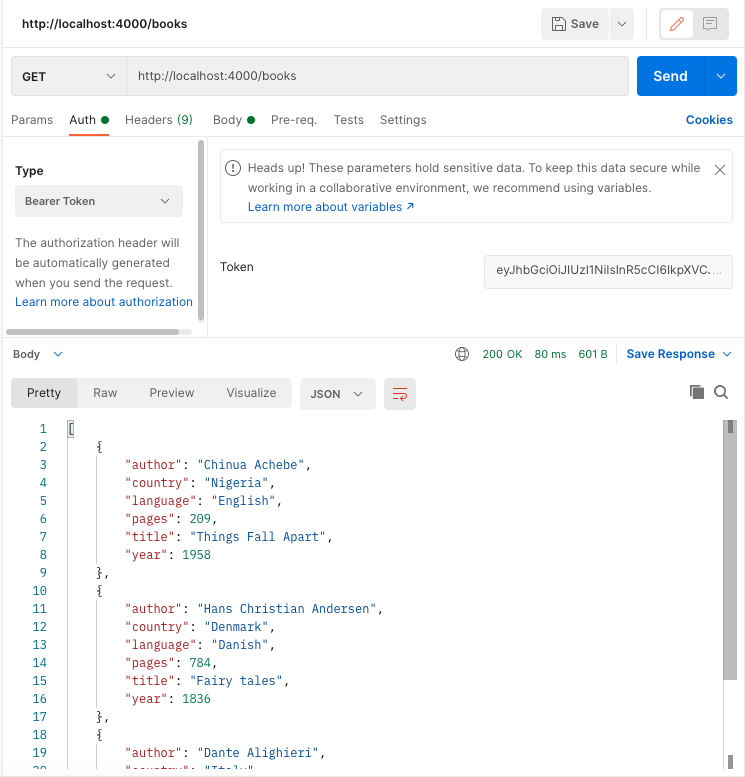 http://localhost:4000/books
Save
GET
http://localhost:4000/books
Send
Params Auth Headers (9) Body Pre-req. Tests Settings Cookies
Type
Bearer Token
The authorization header will
be automatically generated
when you send the request.
Learn more about authorization
Heads up! These parameters hold sensitive data. To keep this data secure while
working in a collaborative environment, we recommend using variables.
Learn more about variables ↗
Token
eyJhbGciOiJIUzI1NiIsInR5cCI6IkpXVC...
Body 200 OK 80 ms 601 B Save Response
Pretty Raw Preview Visualize JSON
1 [
2 {
3 "author": "Chinua Achebe",
4 "country": "Nigeria",
5 "language": "English",
6 "pages": 209,
7 "title": "Things Fall Apart",
8 "year": 1958
9 },
10 {
11 "author": "Hans Christian Andersen",
12 "country": "Denmark",
13 "language": "Danish",
14 "pages": 784,
15 "title": "Fairy tales",
16 "year": 1836
17 },
18 {
19 "author": "Dante Alighieri",
20 "country": "Italy",